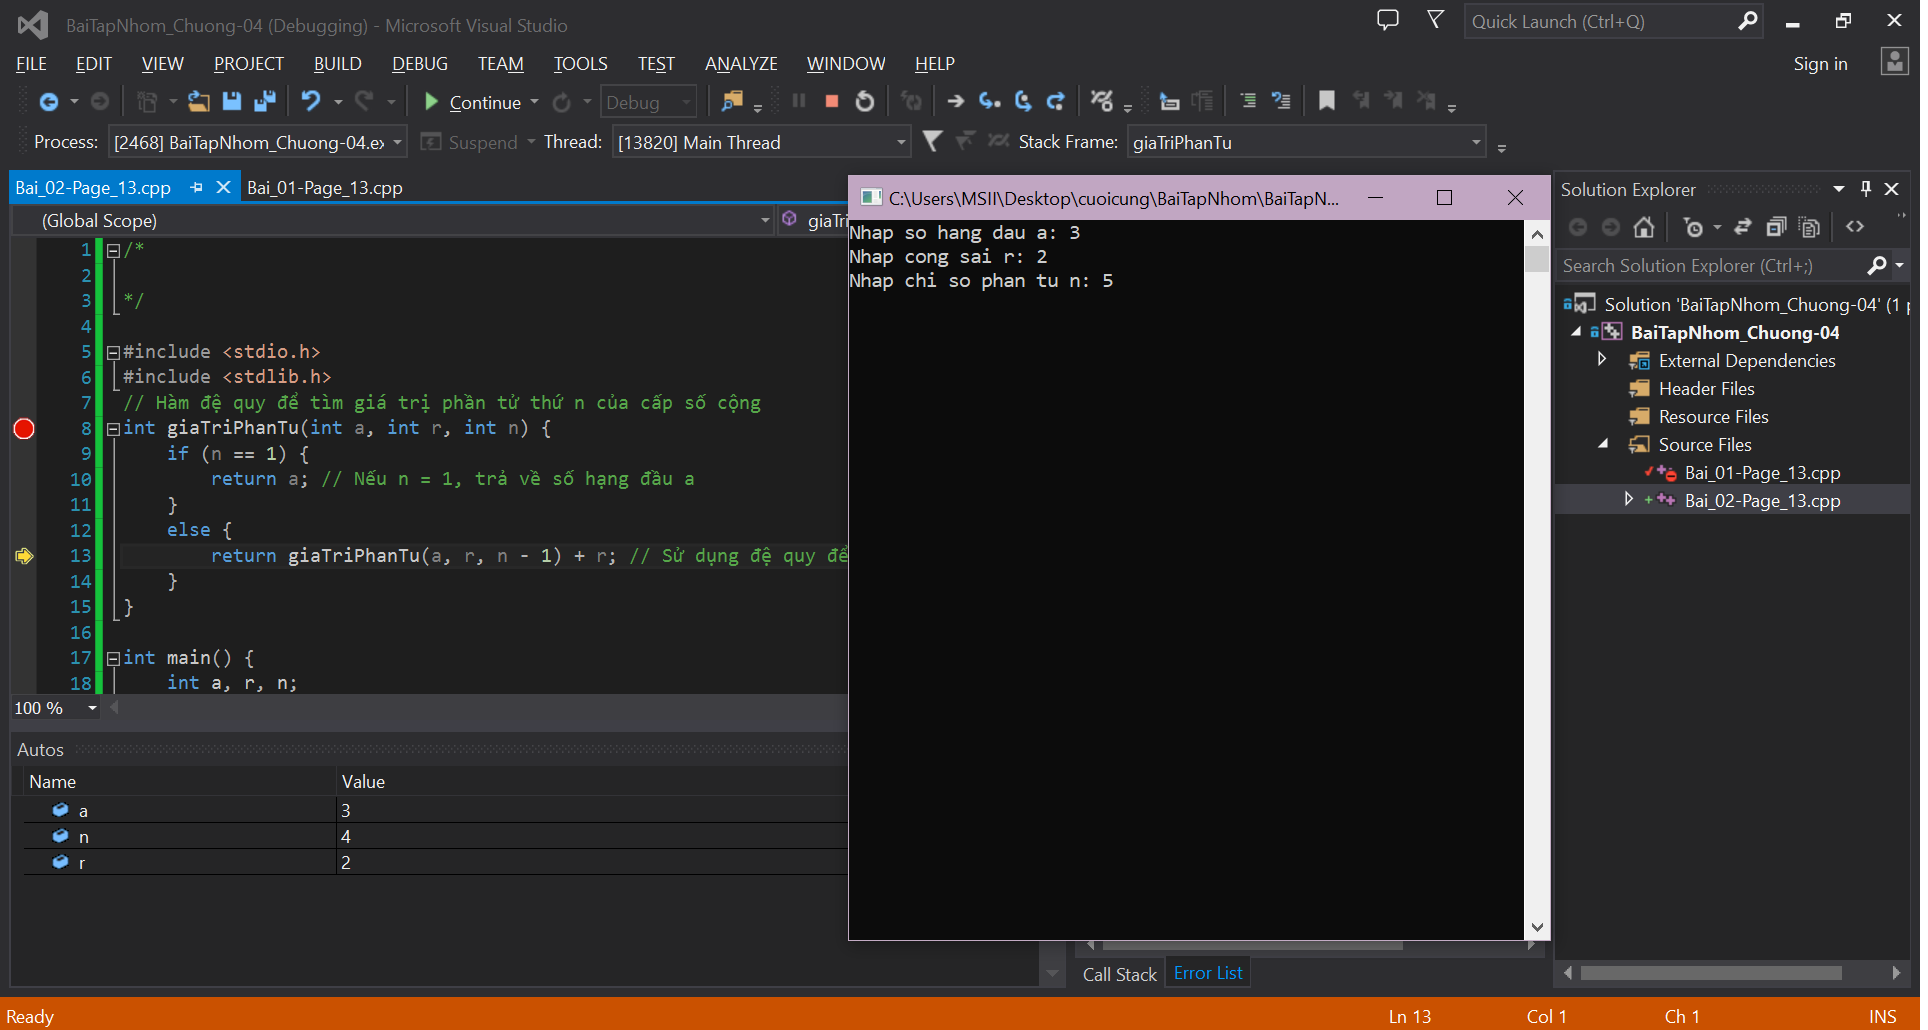 BaiTapNhom_Chuong-04 (Debugging) - Microsoft Visual Studio
Quick Launch (Ctrl+Q)
FILE EDIT VIEW PROJECT BUILD DEBUG TEAM TOOLS TEST ANALYZE WINDOW HELP
Sign in
Continue
Debug
Process: [2468] BaiTapNhom_Chuong-04.ex Suspend Thread: [13820] Main Thread Stack Frame: giaTriPhanTu
Bai_02-Page_13.cpp Bai_01-Page_13.cpp
(Global Scope) giaTri
1 /*
2
3 */
4
5 #include <stdio.h>
6 #include <stdlib.h>
7 // Hàm đệ quy để tìm giá trị phần tử thứ n của cấp số cộng
8 int giaTriPhanTu(int a, int r, int n) {
9 if (n == 1) {
10 return a; // Nếu n = 1, trả về số hạng đầu a
11 }
12 else {
13 return giaTriPhanTu(a, r, n - 1) + r; // Sử dụng đệ quy để
14 }
15 }
16
17 int main() {
18 int a, r, n;
100 %
Autos
Name Value
a 3
n 4
r 2
C:\Users\MSII\Desktop\cuoicung\BaiTapNhom\BaiTapN...
Nhap so hang dau a: 3
Nhap cong sai r: 2
Nhap chi so phan tu n: 5
Call Stack Error List
Solution Explorer
Search Solution Explorer (Ctrl+;)
Solution 'BaiTapNhom_Chuong-04' (1 p
BaiTapNhom_Chuong-04
External Dependencies
Header Files
Resource Files
Source Files
Bai_01-Page_13.cpp
Bai_02-Page_13.cpp
Ready Ln 13 Col 1 Ch 1 INS